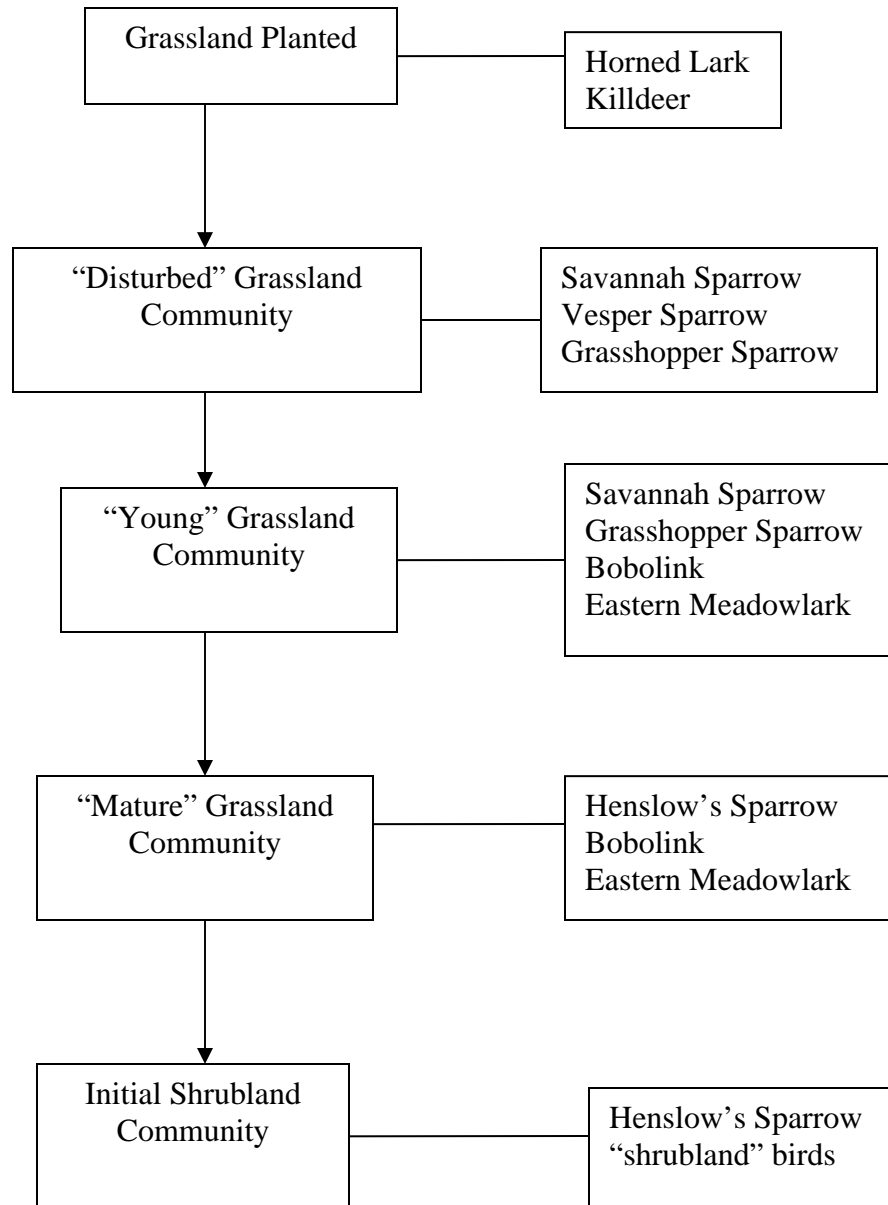 Grassland Planted
Horned Lark
Killdeer
“Disturbed” Grassland
Community
Savannah Sparrow
Vesper Sparrow
Grasshopper Sparrow
“Young” Grassland
Community
Savannah Sparrow
Grasshopper Sparrow
Bobolink
Eastern Meadowlark
“Mature” Grassland
Community
Henslow’s Sparrow
Bobolink
Eastern Meadowlark
Initial Shrubland
Community
Henslow’s Sparrow
“shrubland” birds